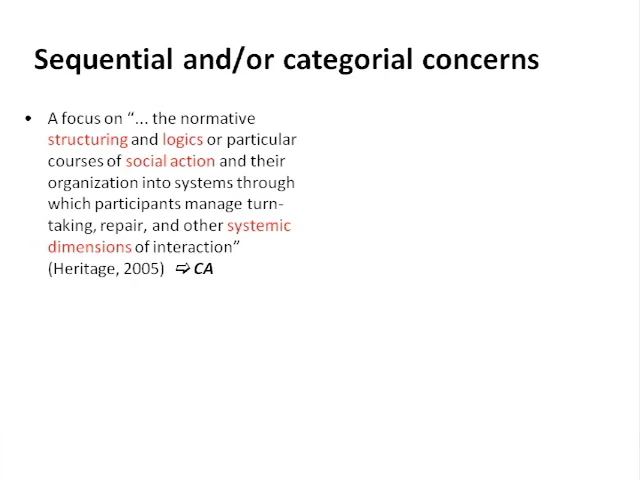 Sequential and/or categorial concerns
• A focus on “... the normative
structuring and logics or particular
courses of social action and their
organization into systems through
which participants manage turn-
taking, repair, and other systemic
dimensions of interaction”
(Heritage, 2005) ➩ CA